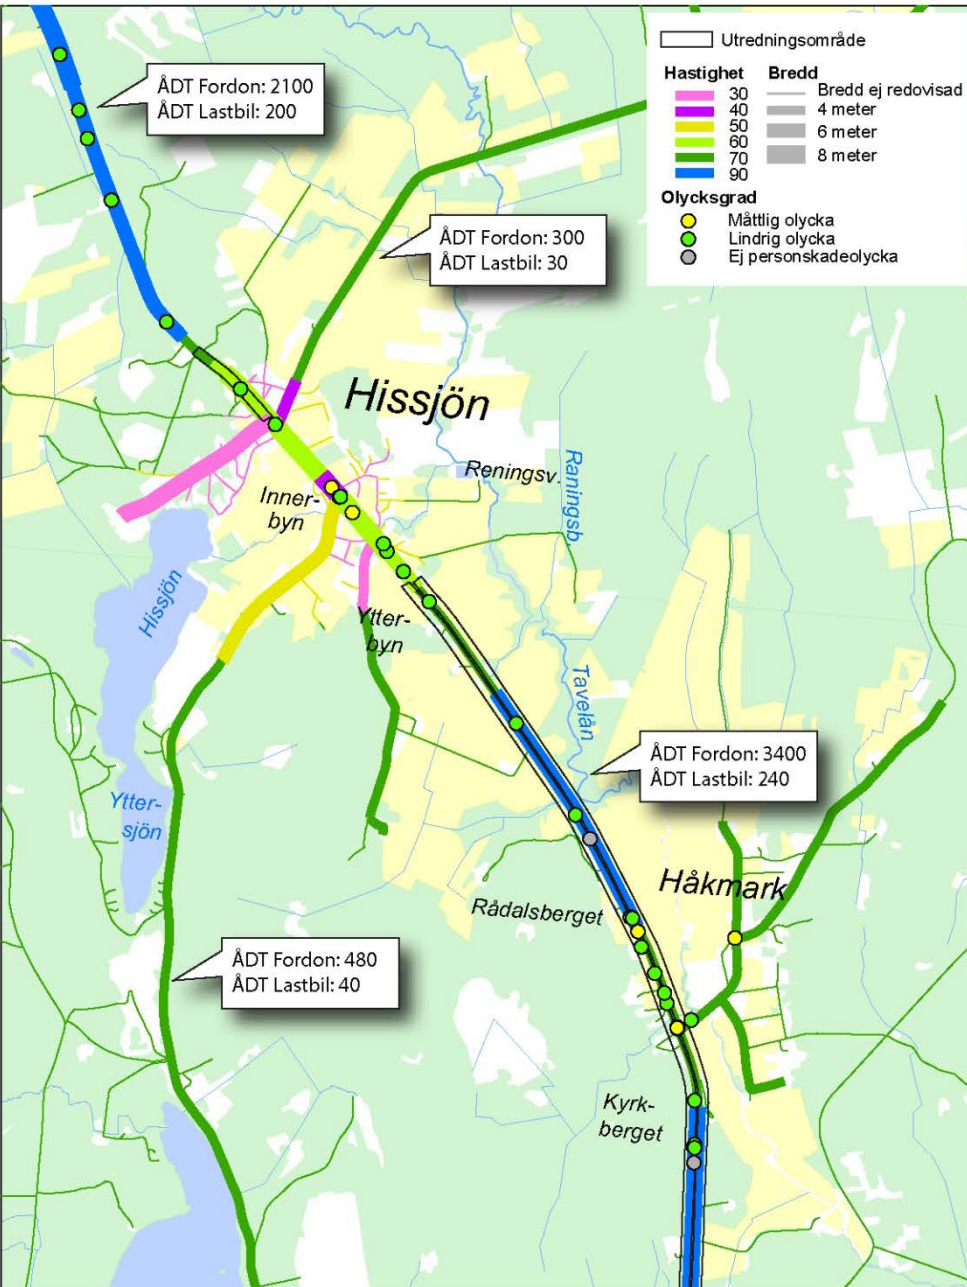 Utredningsområde
Hastighet
30
40
50
60
70
90
Bredd
Bredd ej redovisad
4 meter
6 meter
8 meter
Olycksgrad
Måttlig olycka
Lindrig olycka
Ej personskadeolycka
ÅDT Fordon: 2100
ÅDT Lastbil: 200
ÅDT Fordon: 300
ÅDT Lastbil: 30
Hissjön
Reningsv.
Raningsb
Inner-
byn
Hissjön
Ytter-
byn
Tavelån
ÅDT Fordon: 3400
ÅDT Lastbil: 240
Ytter-
sjön
Håkmark
Rådalsberget
ÅDT Fordon: 480
ÅDT Lastbil: 40
Kyrk-
berget